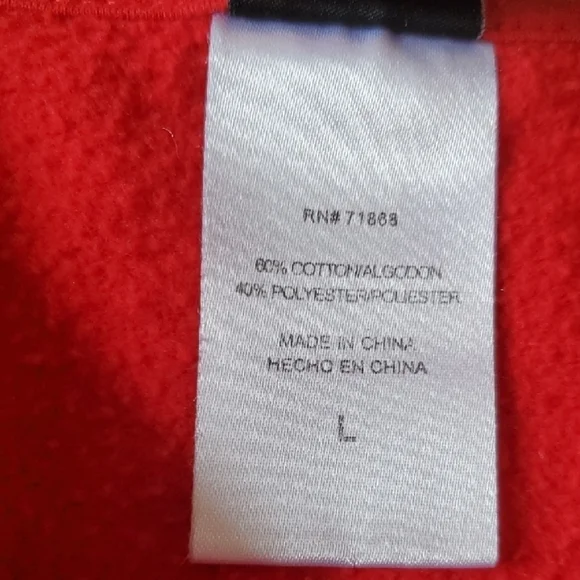 RN# 71868
60% COTTON/ALGODON
40% POLYESTER/POLIESTER
MADE IN CHINA
HECHO EN CHINA
L